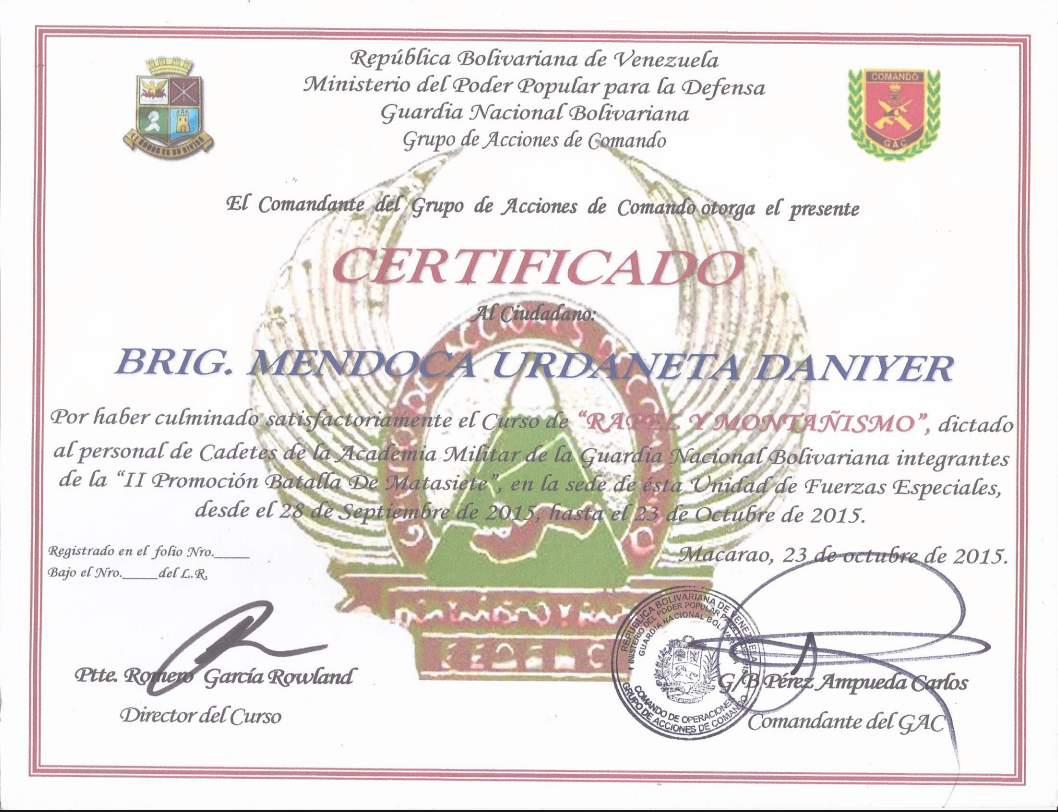 República Bolivariana de Venezuela
Ministerio del Poder Popular para la Defensa
Guardia Nacional Bolivariana
Grupo de Acciones de Comando
EL HONOR ES SU DIVISA
COMANDO
GAC
El Comandante del Grupo de Acciones de Comando otorga el presente
CERTIFICADO
Al Ciudadano:
BRIG. MENDOCA URDANETA DANIYER
Por haber culminado satisfactoriamente el Curso de “RAPEL Y MONTAÑISMO”, dictado
al personal de Cadetes de la Academia Militar de la Guardia Nacional Bolivariana integrantes
de la “II Promoción Batalla De Matasiete”, en la sede de ésta Unidad de Fuerzas Especiales,
desde el 28 de Septiembre de 2015, hasta el 23 de Octubre de 2015.
Registrado en el folio Nro._____
Bajo el Nro._____del L.R.
Macarao, 23 de octubre de 2015.
REPÚBLICA BOLIVARIANA DE VENEZUELA
MINISTERIO DEL PODER POPULAR PARA
GUARDIA NACIONAL BOLIVARIANA
COMANDO DE OPERACIONES
GRUPO DE ACCIONES DE COMANDO
Ptte. Romero García Rowland
Director del Curso
G/B Pérez Ampueda Carlos
Comandante del GAC